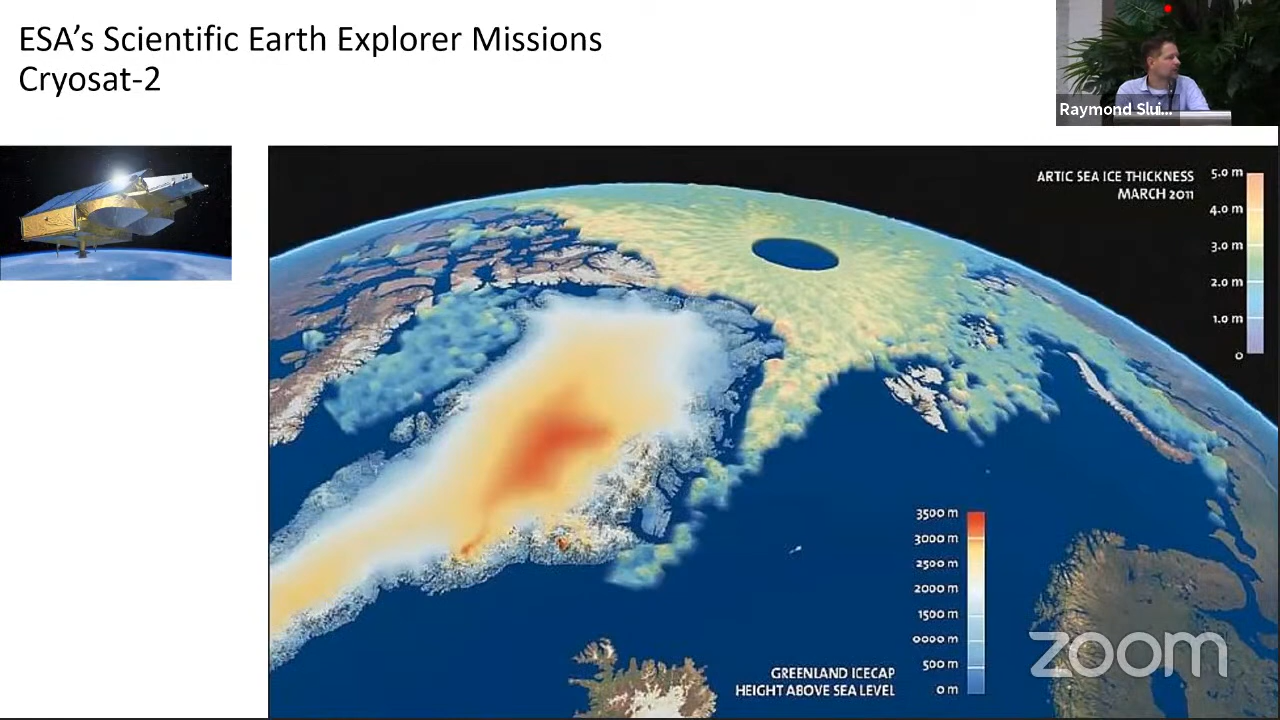 ESA's Scientific Earth Explorer Missions
Cryosat-2
Raymond Slui...
ARTIC SEA ICE THICKNESS
MARCH 2011
5.0 m
4.0 m
3.0 m
2.0 m
1.0 m
0
3500 m
3000 m
2500 m
2000 m
1500 m
0000 m
500 m
0 m
GREENLAND ICECAP
HEIGHT ABOVE SEA LEVEL
zoom